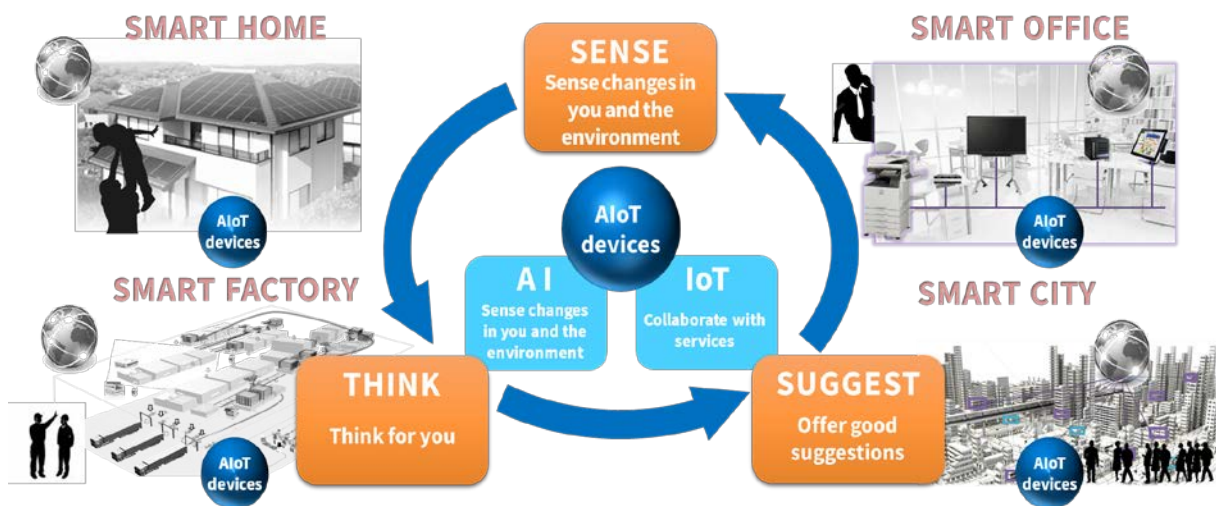 SMART HOME
AIoT
devices
SENSE
Sense changes in
you and the
environment
SMART OFFICE
AIoT
devices
AIoT
devices
AI
Sense changes
in you and the
environment
IoT
Collaborate with
services
SMART FACTORY
AIoT
devices
THINK
Think for you
SUGGEST
Offer good
suggestions
SMART CITY
AIoT
devices